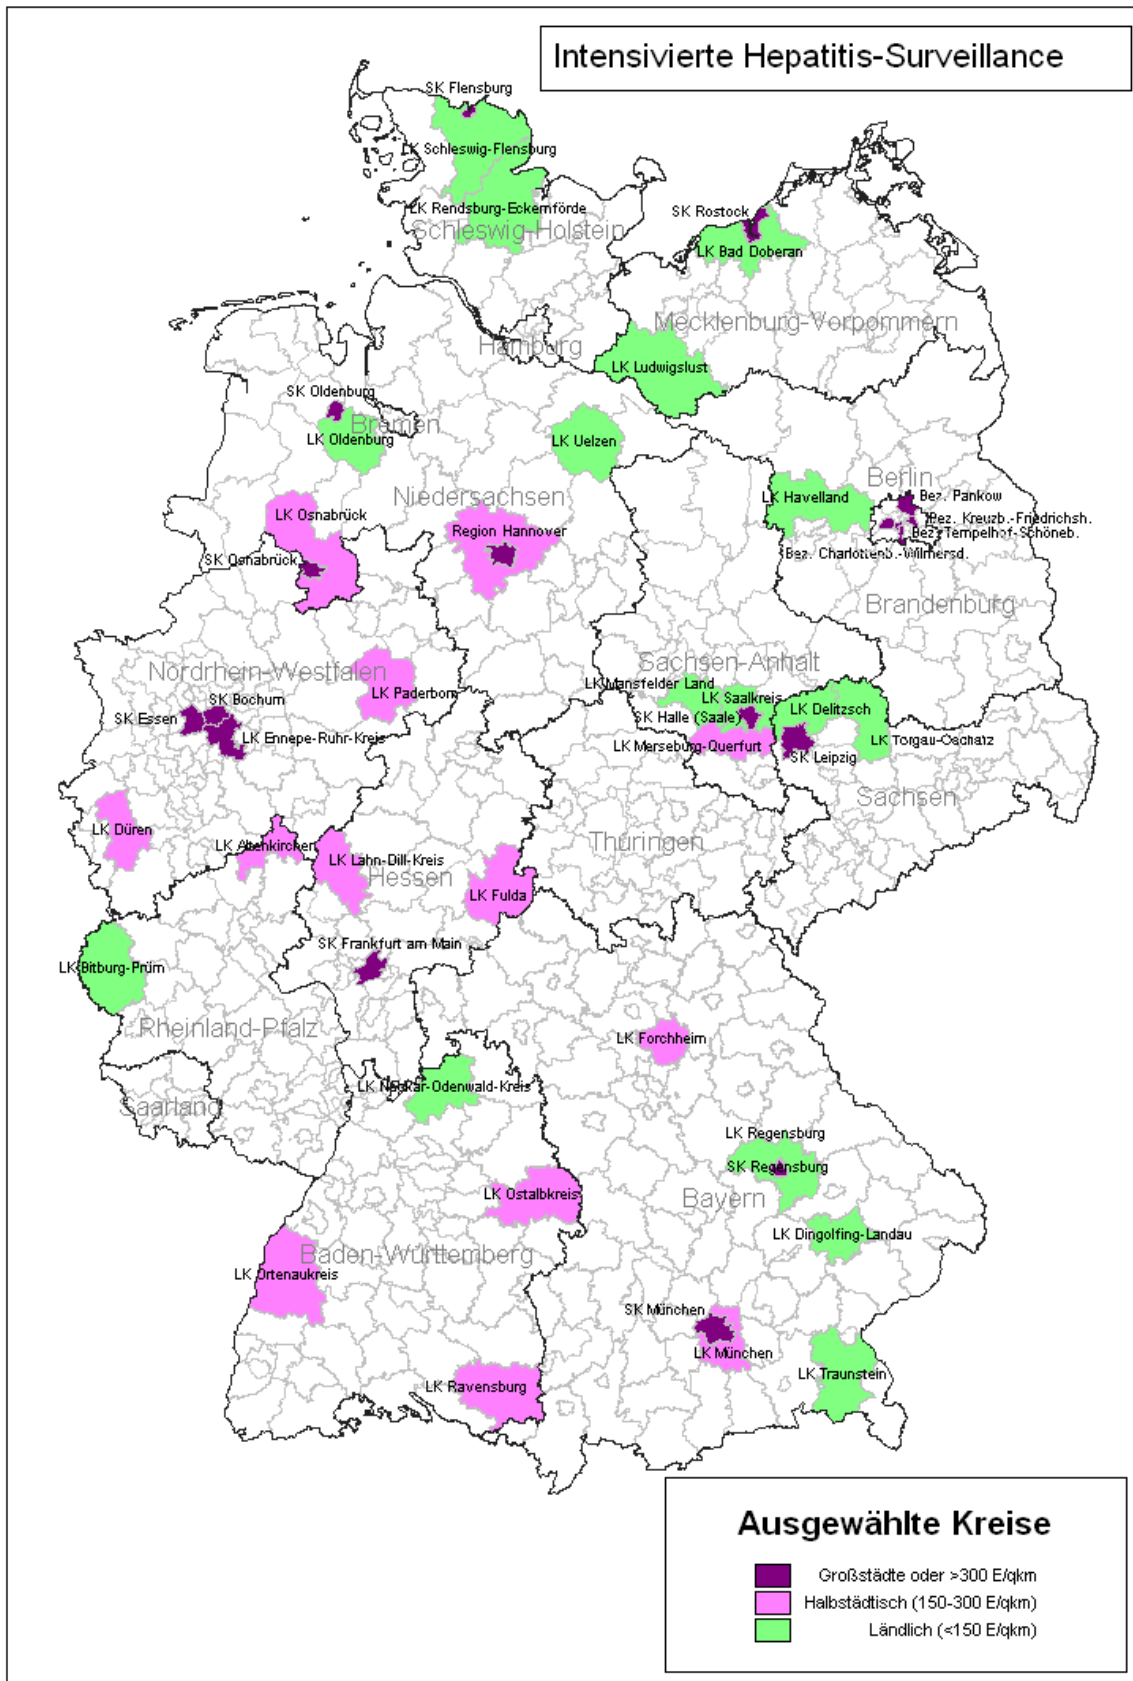 Intensivierte Hepatitis-Surveillance
SK Flensburg
LK Schleswig-Flensburg
LK Rendsburg-Eckernförde
Schleswig-Holstein
SK Rostock
LK Bad Doberan
Mecklenburg-Vorpommern
Hamburg
LK Ludwigslust
SK Oldenburg
Bremen
LK Oldenburg
LK Uelzen
Berlin
LK Havelland
Bez. Pankow
Niedersachsen
LK Osnabrück
Bez. Kreuzb.-Friedrichsh.
Region Hannover
Bez. Tempelhof-Schöneb.
SK Osnabrück
Bez. Charlottenb.-Wilmersd.
Brandenburg
Nordrhein-Westfalen
Sachsen-Anhalt
LK Mansfelder Land
LK Paderborn
SK Bochum
LK Saalkreis
LK Delitzsch
SK Essen
SK Halle (Saale)
LK Ennepe-Ruhr-Kreis
LK Torgau-Oschatz
LK Merseburg-Querfurt
SK Leipzig
Sachsen
LK Düren
LK Altenkirchen
Thüringen
LK Lahn-Dill-Kreis
Hessen
LK Fulda
SK Frankfurt am Main
LK Bitburg-Prüm
Rheinland-Pfalz
LK Forchheim
LK Neckar-Odenwald-Kreis
Saarland
LK Regensburg
SK Regensburg
LK Ostalbkreis
Bayern
LK Dingolfing-Landau
Baden-Württemberg
LK Ortenaukreis
SK München
LK München
LK Traunstein
LK Ravensburg
Ausgewählte Kreise
Großstädte oder >300 E/qkm
Halbstädtisch (150-300 E/qkm)
Ländlich (<150 E/qkm)